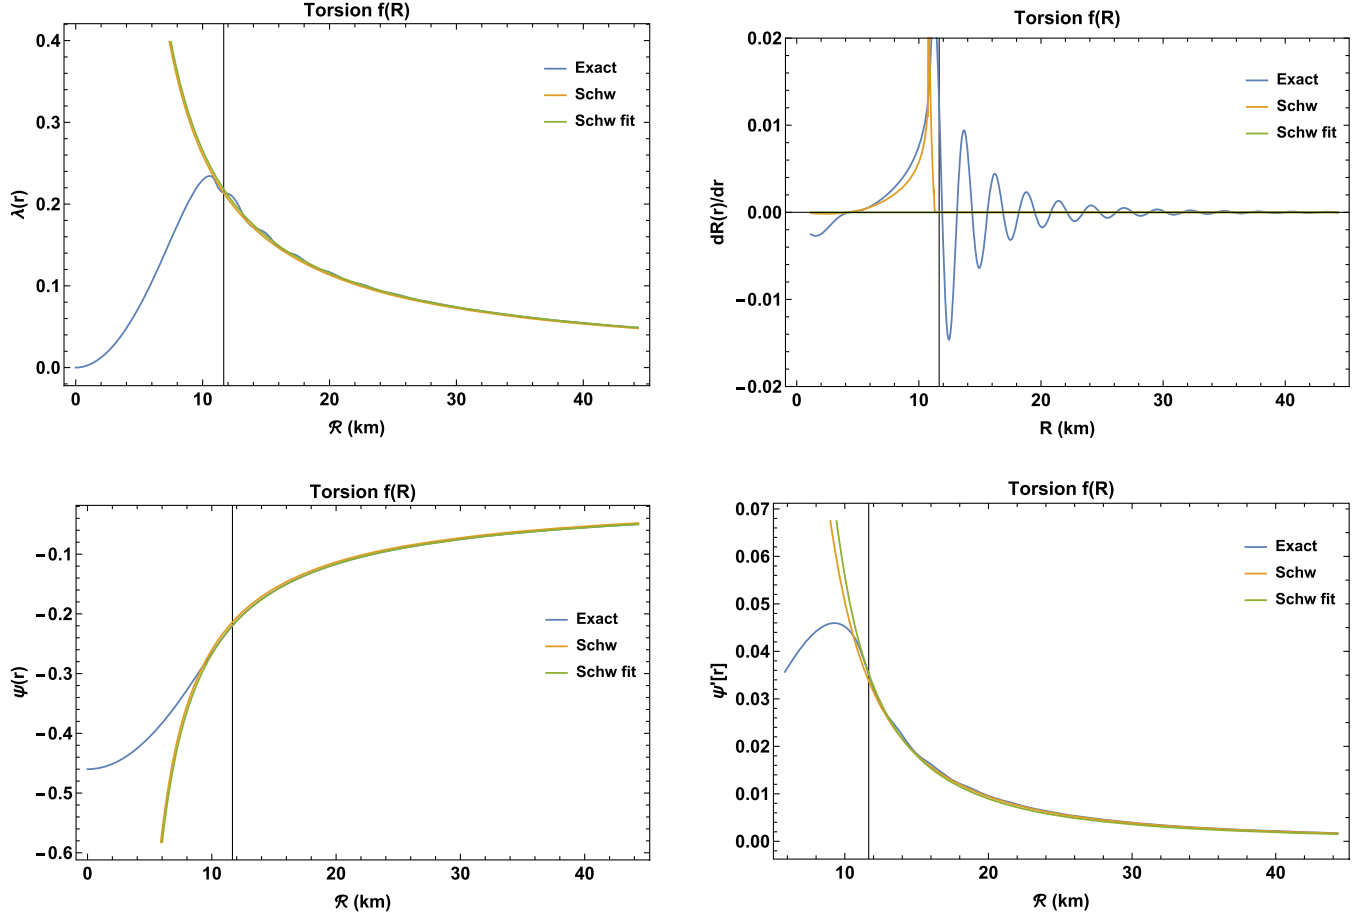 Torsion f(R)
0.4
0.3
0.2
0.1
0.0
λ(r)
Exact
Schw
Schw fit
0 10 20 30 40
ℛ (km)
Torsion f(R)
0.02
0.01
0.00
−0.01
−0.02
dR(r)/dr
Exact
Schw
Schw fit
0 10 20 30 40
R (km)
Torsion f(R)
−0.1
−0.2
−0.3
−0.4
−0.5
−0.6
ψ(r)
Exact
Schw
Schw fit
0 10 20 30 40
ℛ (km)
Torsion f(R)
0.07
0.06
0.05
0.04
0.03
0.02
0.01
0.00
ψ'[r]
Exact
Schw
Schw fit
10 20 30 40
ℛ (km)